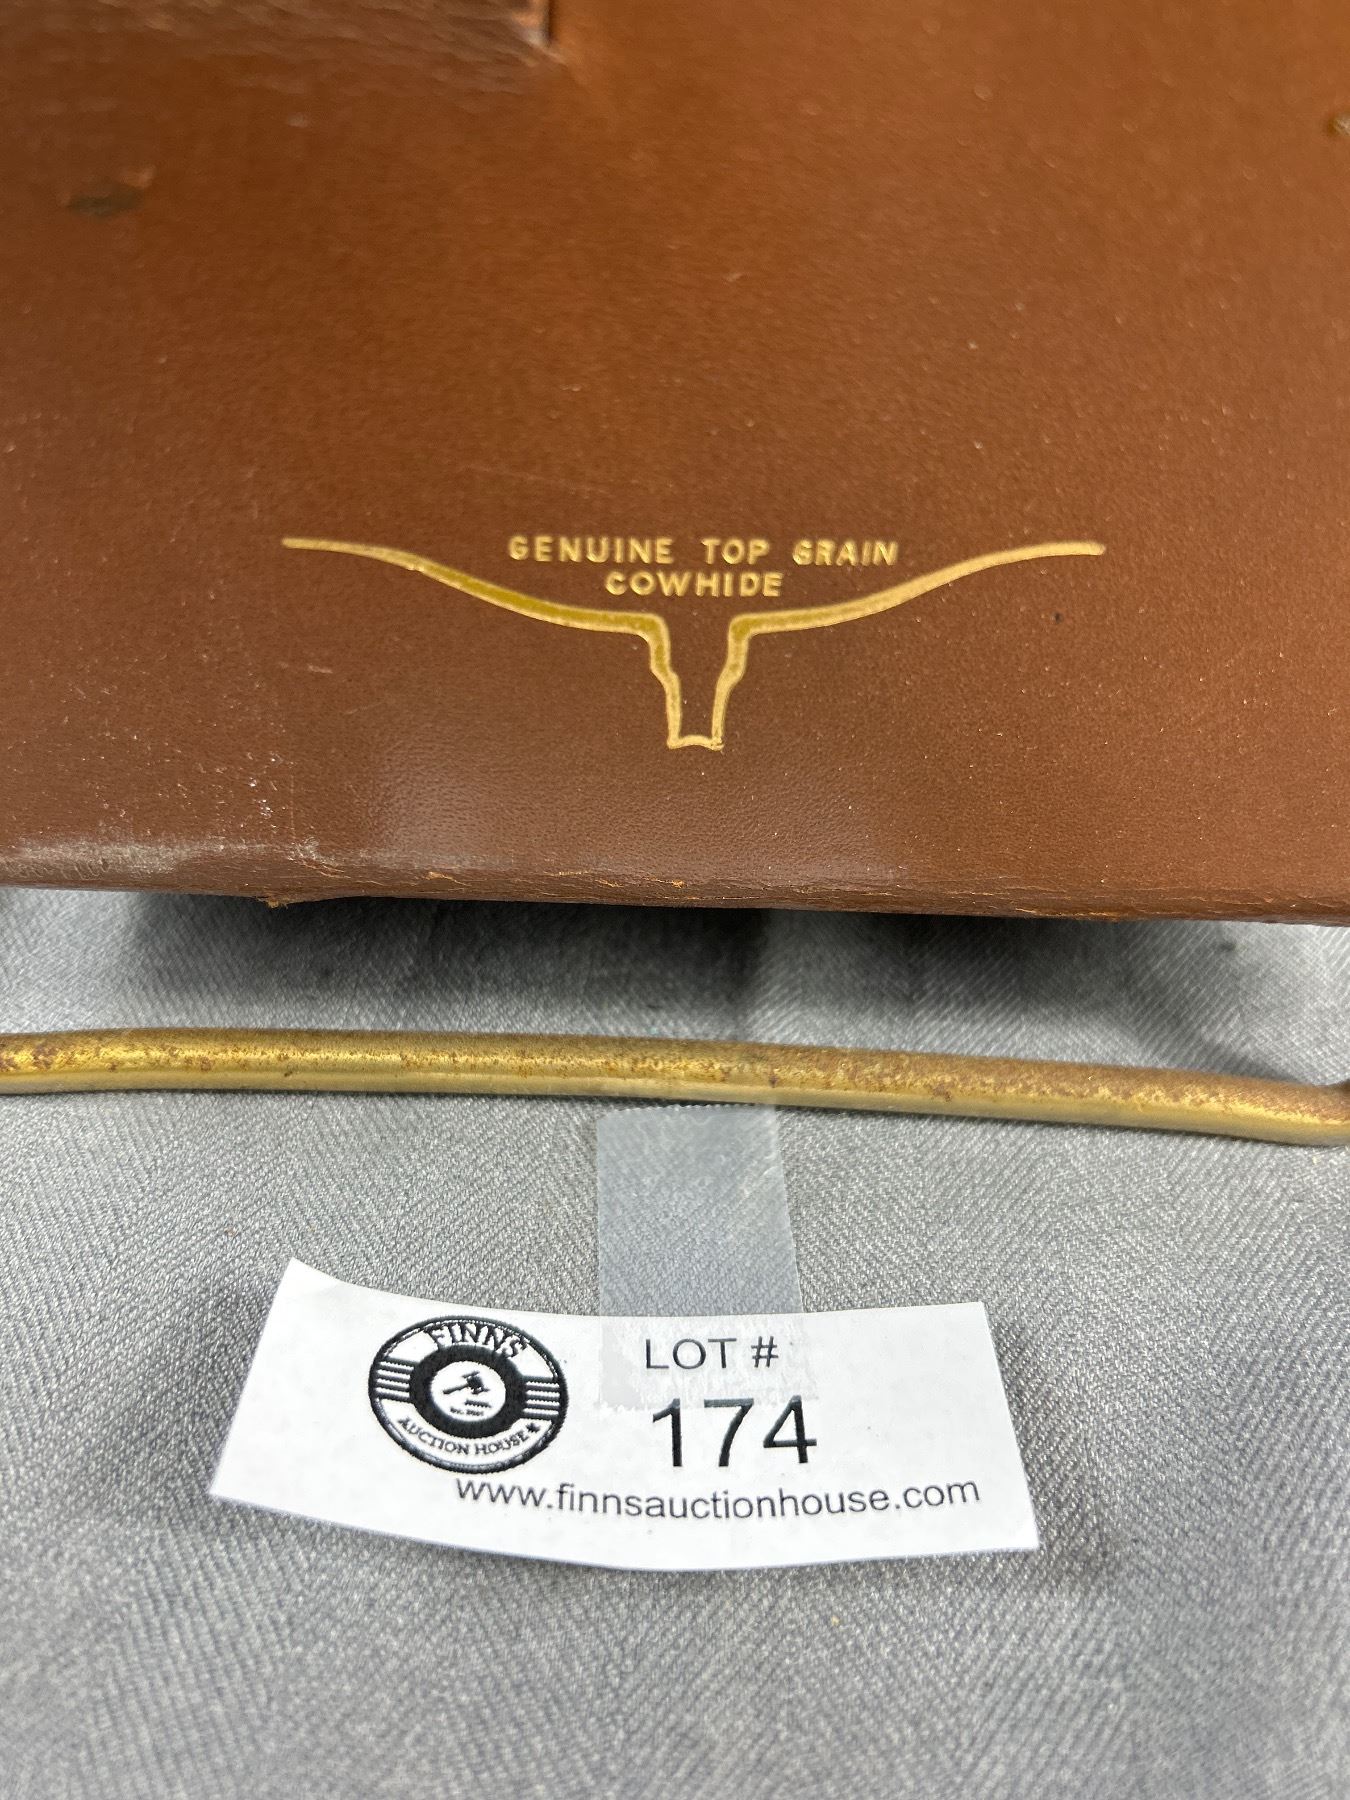 GENUINE TOP GRAIN
COWHIDE
FINNS
AUCTION HOUSE
LOT #
174
www.finnsauctionhouse.com